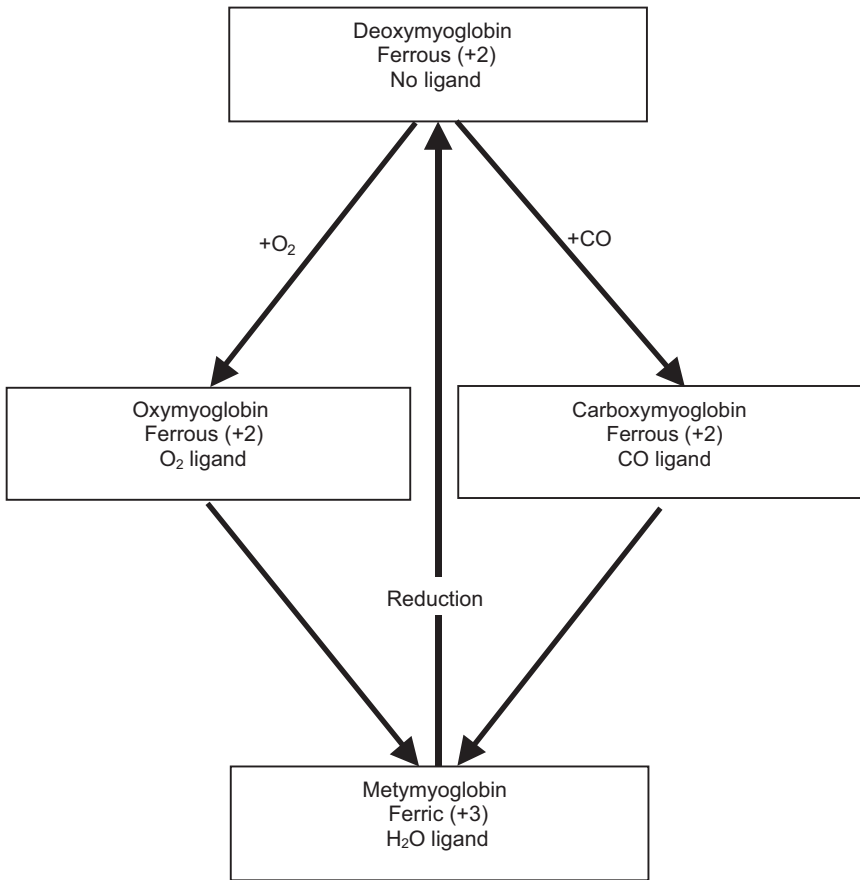 Deoxymyoglobin
Ferrous (+2)
No ligand
+O₂
+CO
Oxymyoglobin
Ferrous (+2)
O₂ ligand
Carboxymyoglobin
Ferrous (+2)
CO ligand
Reduction
Metymyoglobin
Ferric (+3)
H₂O ligand